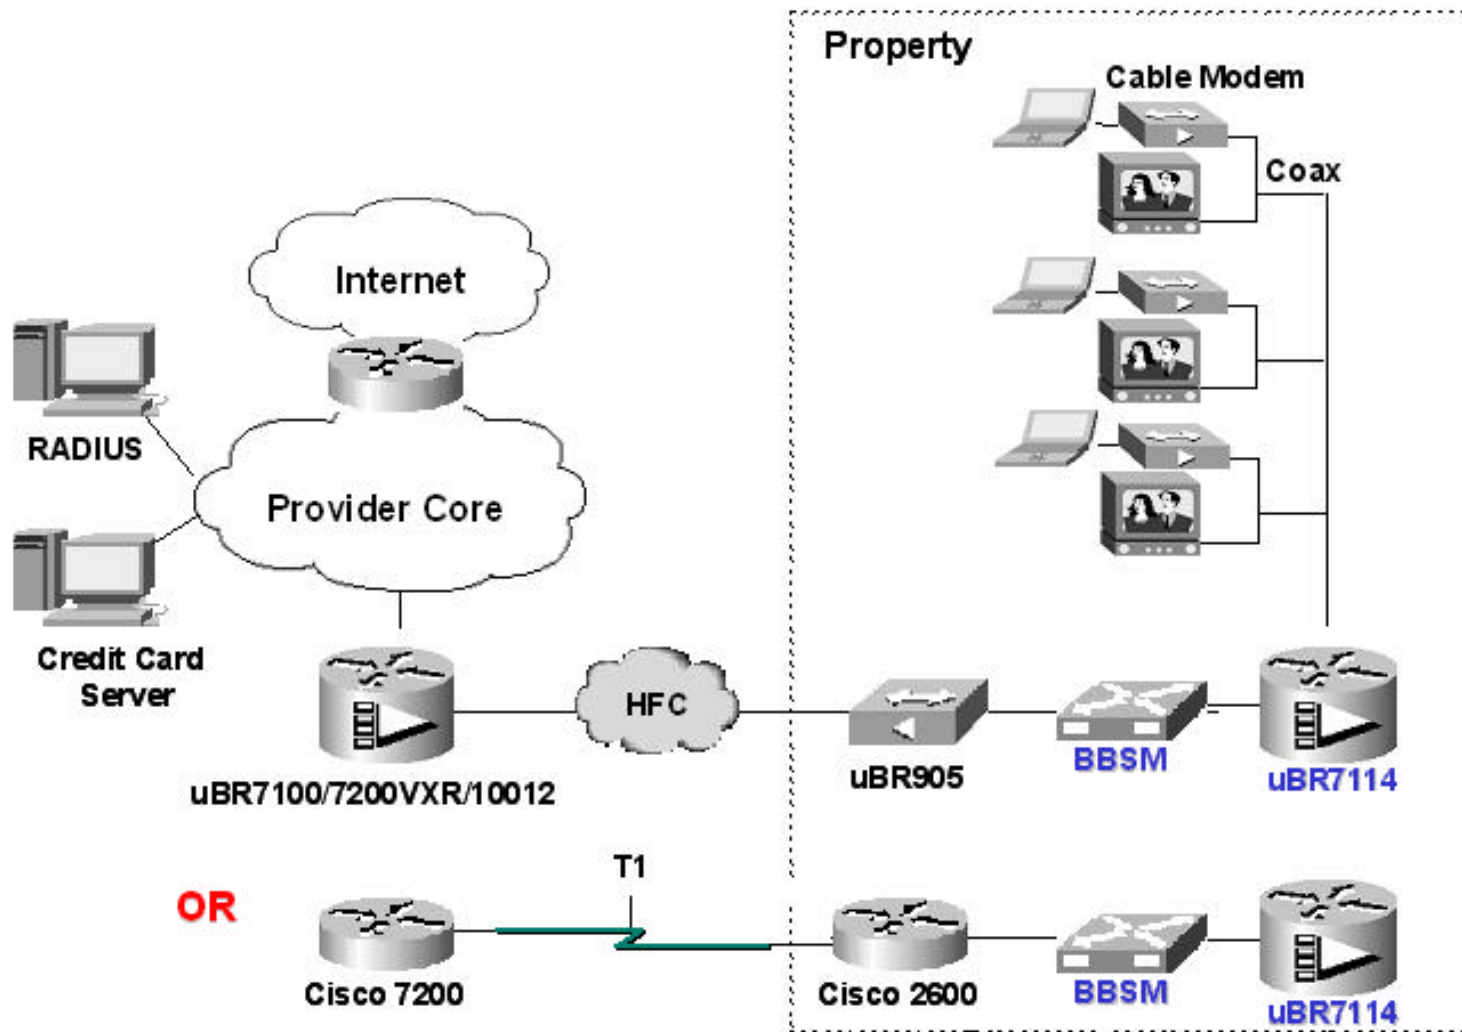 Property
Cable Modem
Coax
Internet
RADIUS
Provider Core
Credit Card
Server
HFC
uBR7100/7200VXR/10012
uBR905
BBSM
uBR7114
T1
OR
Cisco 7200
Cisco 2600
BBSM
uBR7114